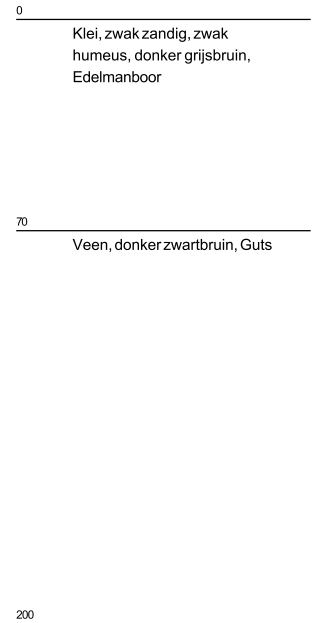 0
Klei, zwak zandig, zwak
humeus, donker grijsbruin,
Edelmanboor
70
Veen, donker zwartbruin, Guts
200